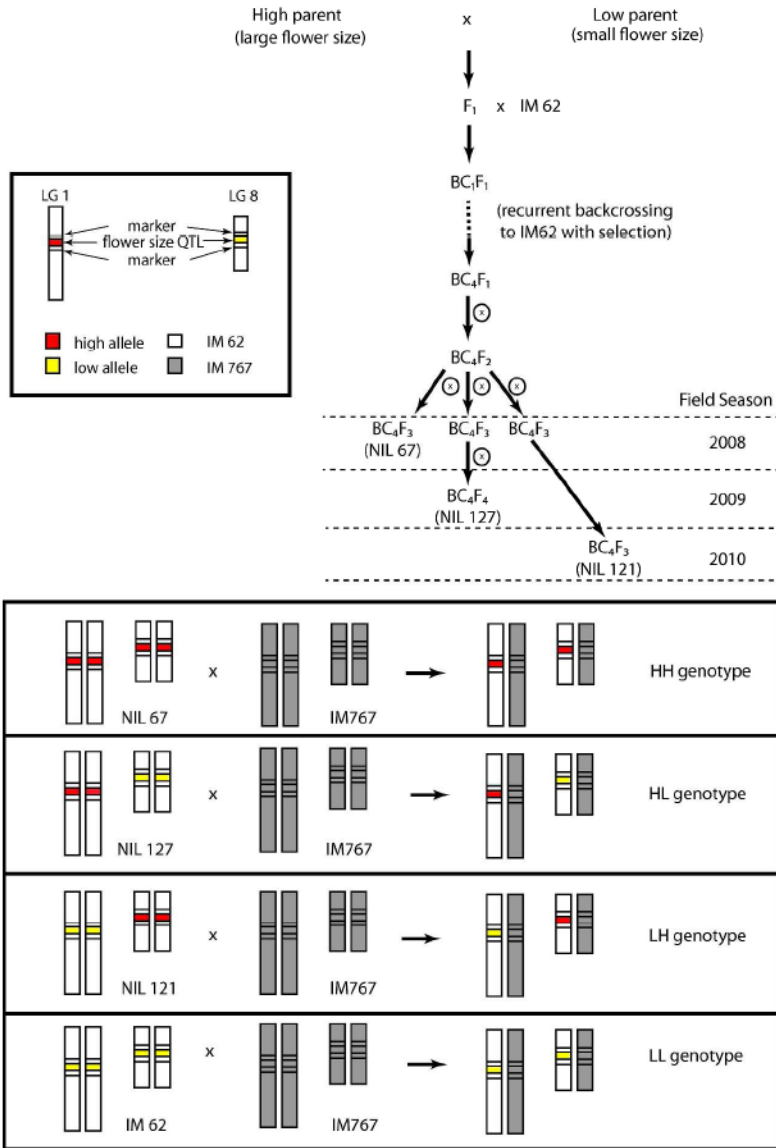 High parent
(large flower size)
x
Low parent
(small flower size)
F₁ x IM 62
BC₁F₁
(recurrent backcrossing
to IM62 with selection)
BC₄F₁
x
BC₄F₂
x x x
LG 1 LG 8
marker
flower size QTL
marker
high allele IM 62
low allele IM 767
Field Season
BC₄F₃ BC₄F₃ BC₄F₃ 2008
(NIL 67)
x
BC₄F₄ 2009
(NIL 127)
BC₄F₃ 2010
(NIL 121)
x HH genotype
NIL 67 IM767
x HL genotype
NIL 127 IM767
x LH genotype
NIL 121 IM767
x LL genotype
IM 62 IM767